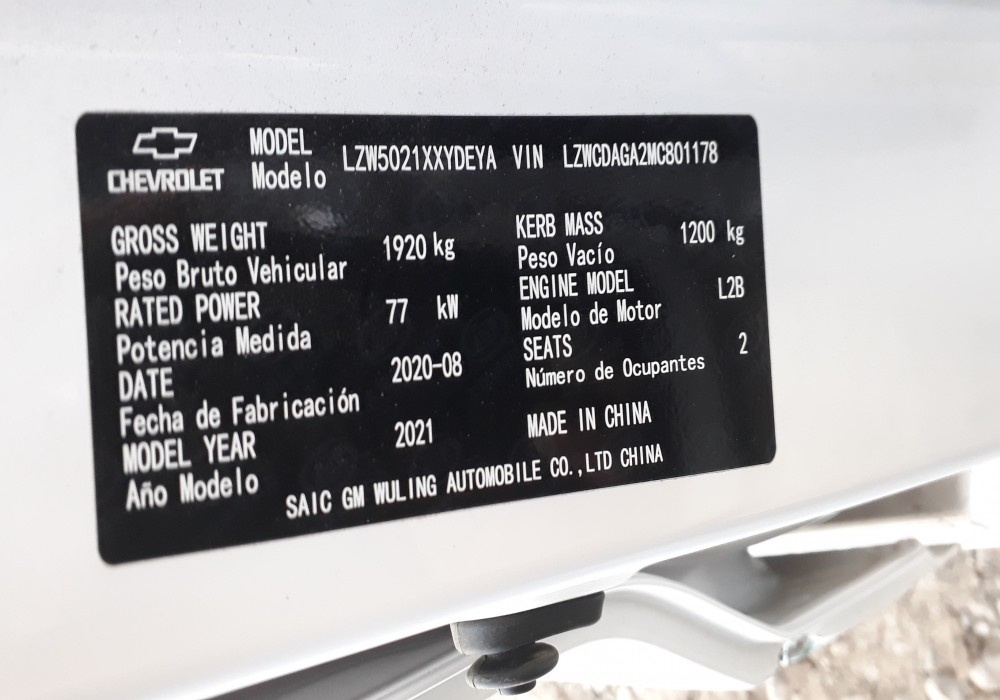 CHEVROLET
MODEL
Modelo
LZW5021XXYDEYA VIN LZWCDAGA2MC801178
GROSS WEIGHT
Peso Bruto Vehicular
1920 kg
KERB MASS
Peso Vacío
1200 kg
RATED POWER
Potencia Medida
77 kW
ENGINE MODEL
Modelo de Motor
L2B
DATE
Fecha de Fabricación
2020-08
SEATS
Número de Ocupantes
2
MODEL YEAR
Año Modelo
2021
MADE IN CHINA
SAIC GM WULING AUTOMOBILE CO.,LTD CHINA